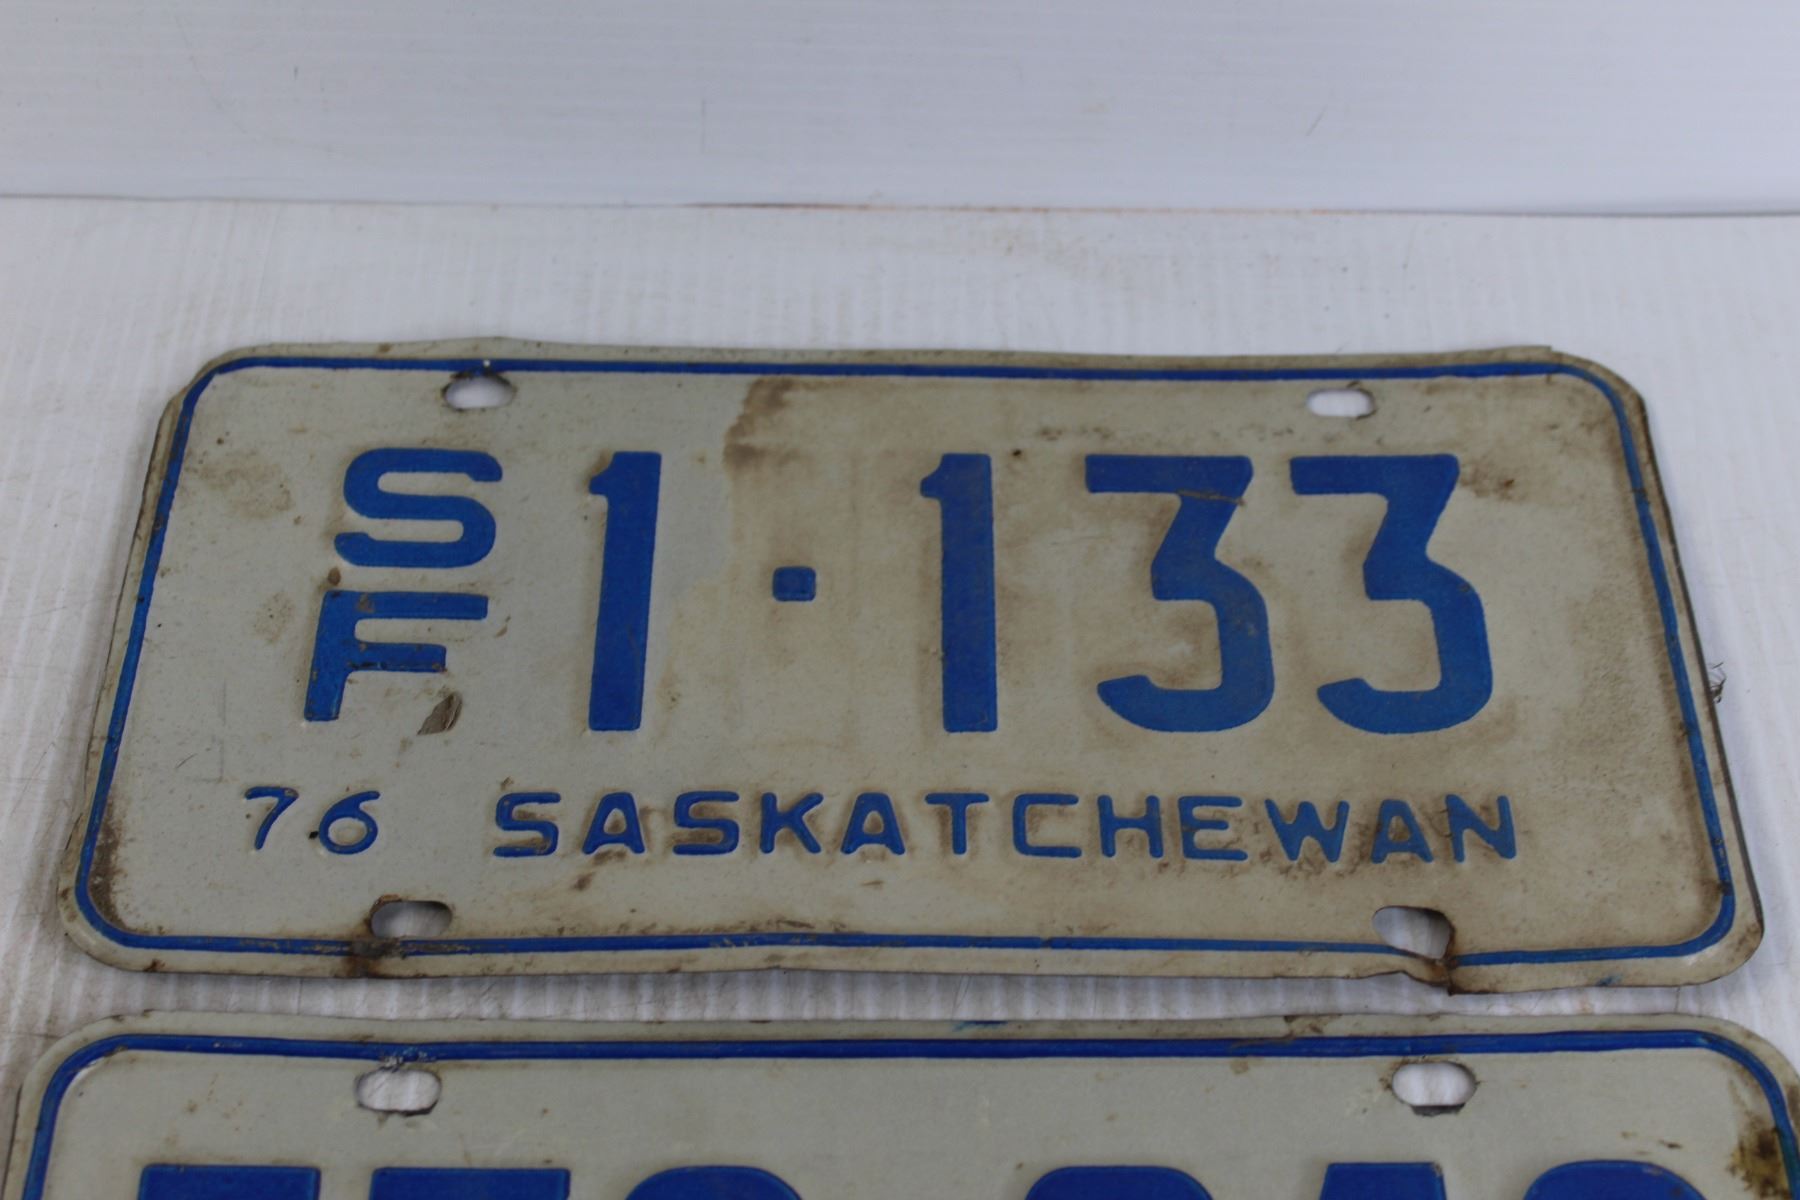 SF 1·133
76 SASKATCHEWAN